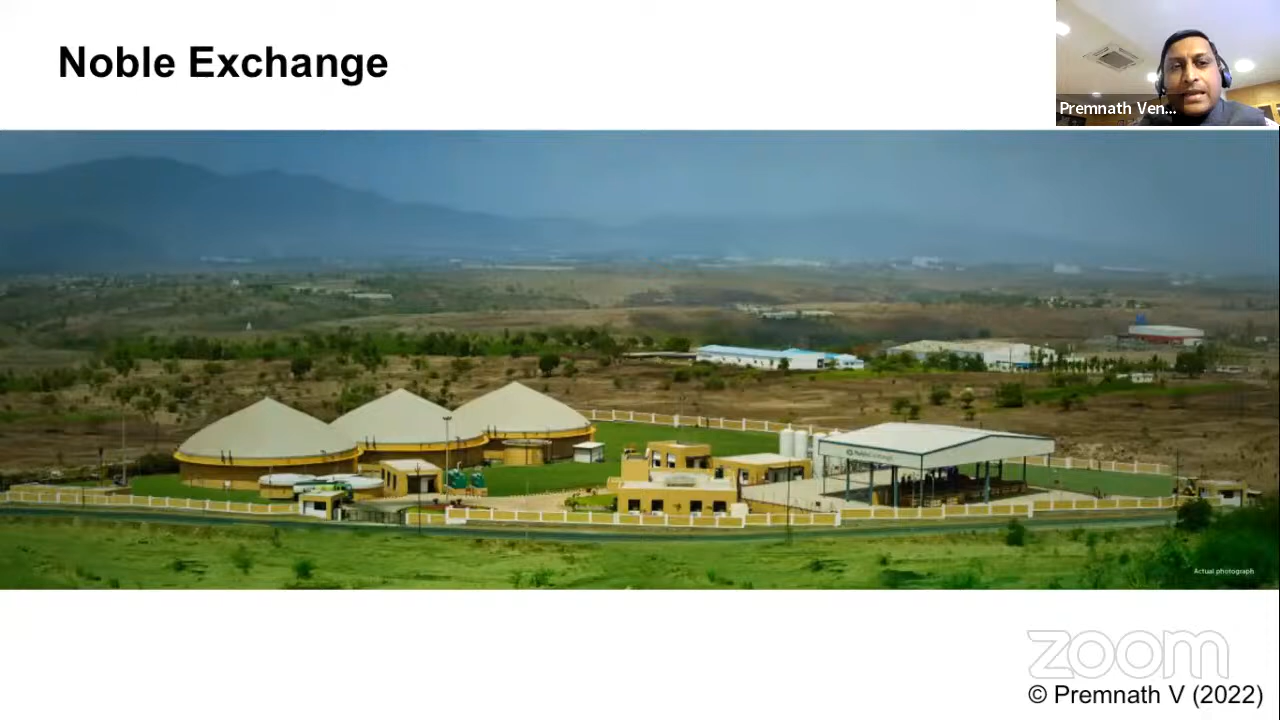 Noble Exchange
Premnath Ven...
Actual photograph
zoom
© Premnath V (2022)